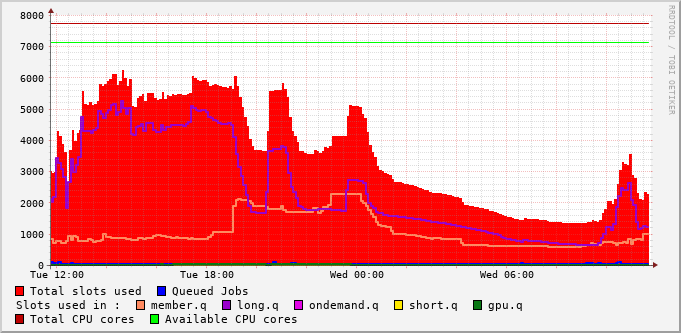 8000
7000
6000
5000
4000
3000
2000
1000
0
Tue 12:00 Tue 18:00 Wed 00:00 Wed 06:00
Total slots used Queued Jobs
Slots used in : member.q long.q ondemand.q short.q gpu.q
Total CPU cores Available CPU cores
RRDTOOL / TOBI OETIKER